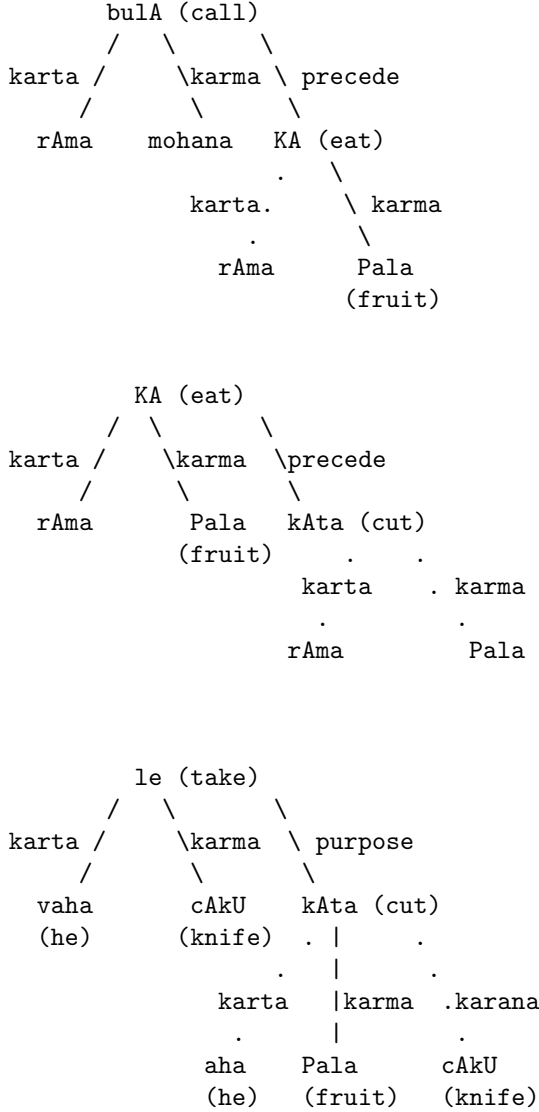 bulA (call)
karta karma precede
rAma mohana KA (eat)
karta karma
rAma Pala
(fruit)
KA (eat)
karta karma precede
rAma Pala kAta (cut)
(fruit)
karta karma
rAma Pala
le (take)
karta karma purpose
vaha cAkU kAta (cut)
(he) (knife)
karta karma karana
aha Pala cAkU
(he) (fruit) (knife)